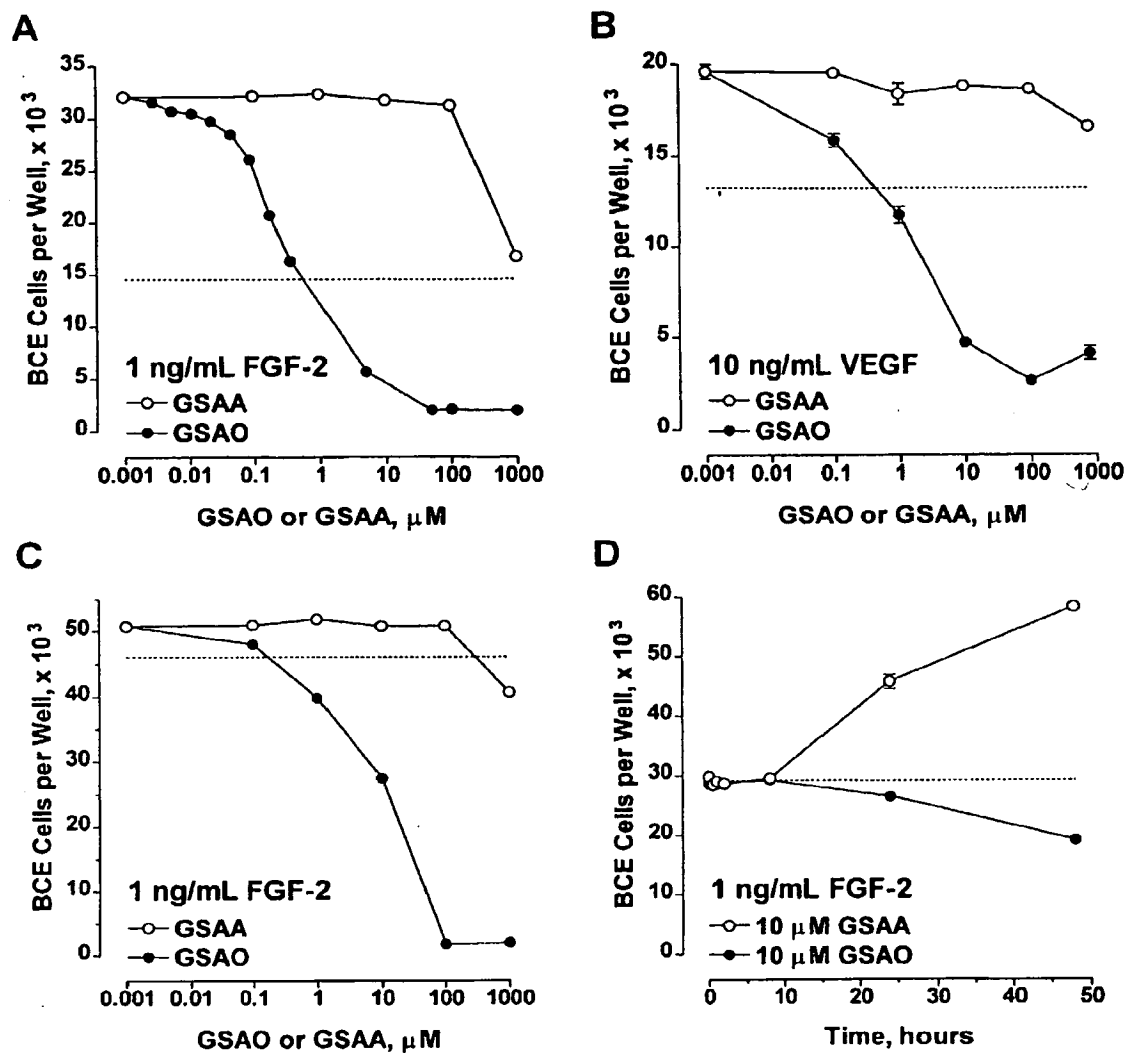 A
BCE Cells per Well, x 10³
35
30
25
20
15
10
5
0
1 ng/mL FGF-2
GSAA
GSAO
0.001 0.01 0.1 1 10 100 1000
GSAO or GSAA, µM
B
BCE Cells per Well, x 10³
20
15
10
5
0
10 ng/mL VEGF
GSAA
GSAO
0.001 0.01 0.1 1 10 100 1000
GSAO or GSAA, µM
C
BCE Cells per Well, x 10³
50
40
30
20
10
0
1 ng/mL FGF-2
GSAA
GSAO
0.001 0.01 0.1 1 10 100 1000
GSAO or GSAA, µM
D
BCE Cells per Well, x 10³
60
50
40
30
20
10
0
1 ng/mL FGF-2
10 µM GSAA
10 µM GSAO
0 10 20 30 40 50
Time, hours